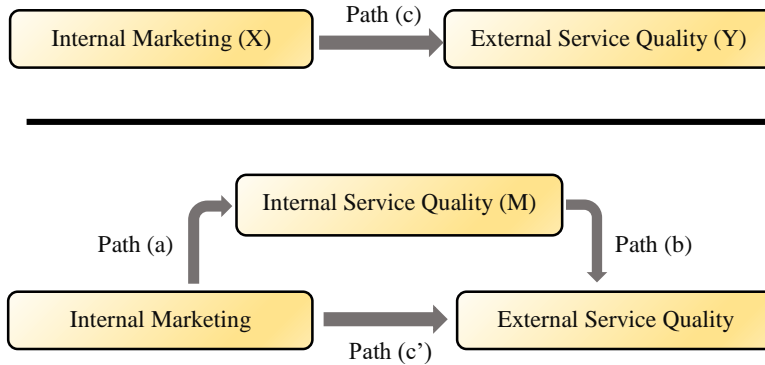 Path (c)
Internal Marketing (X)
External Service Quality (Y)
Internal Service Quality (M)
Path (a)
Path (b)
Internal Marketing
External Service Quality
Path (c’)